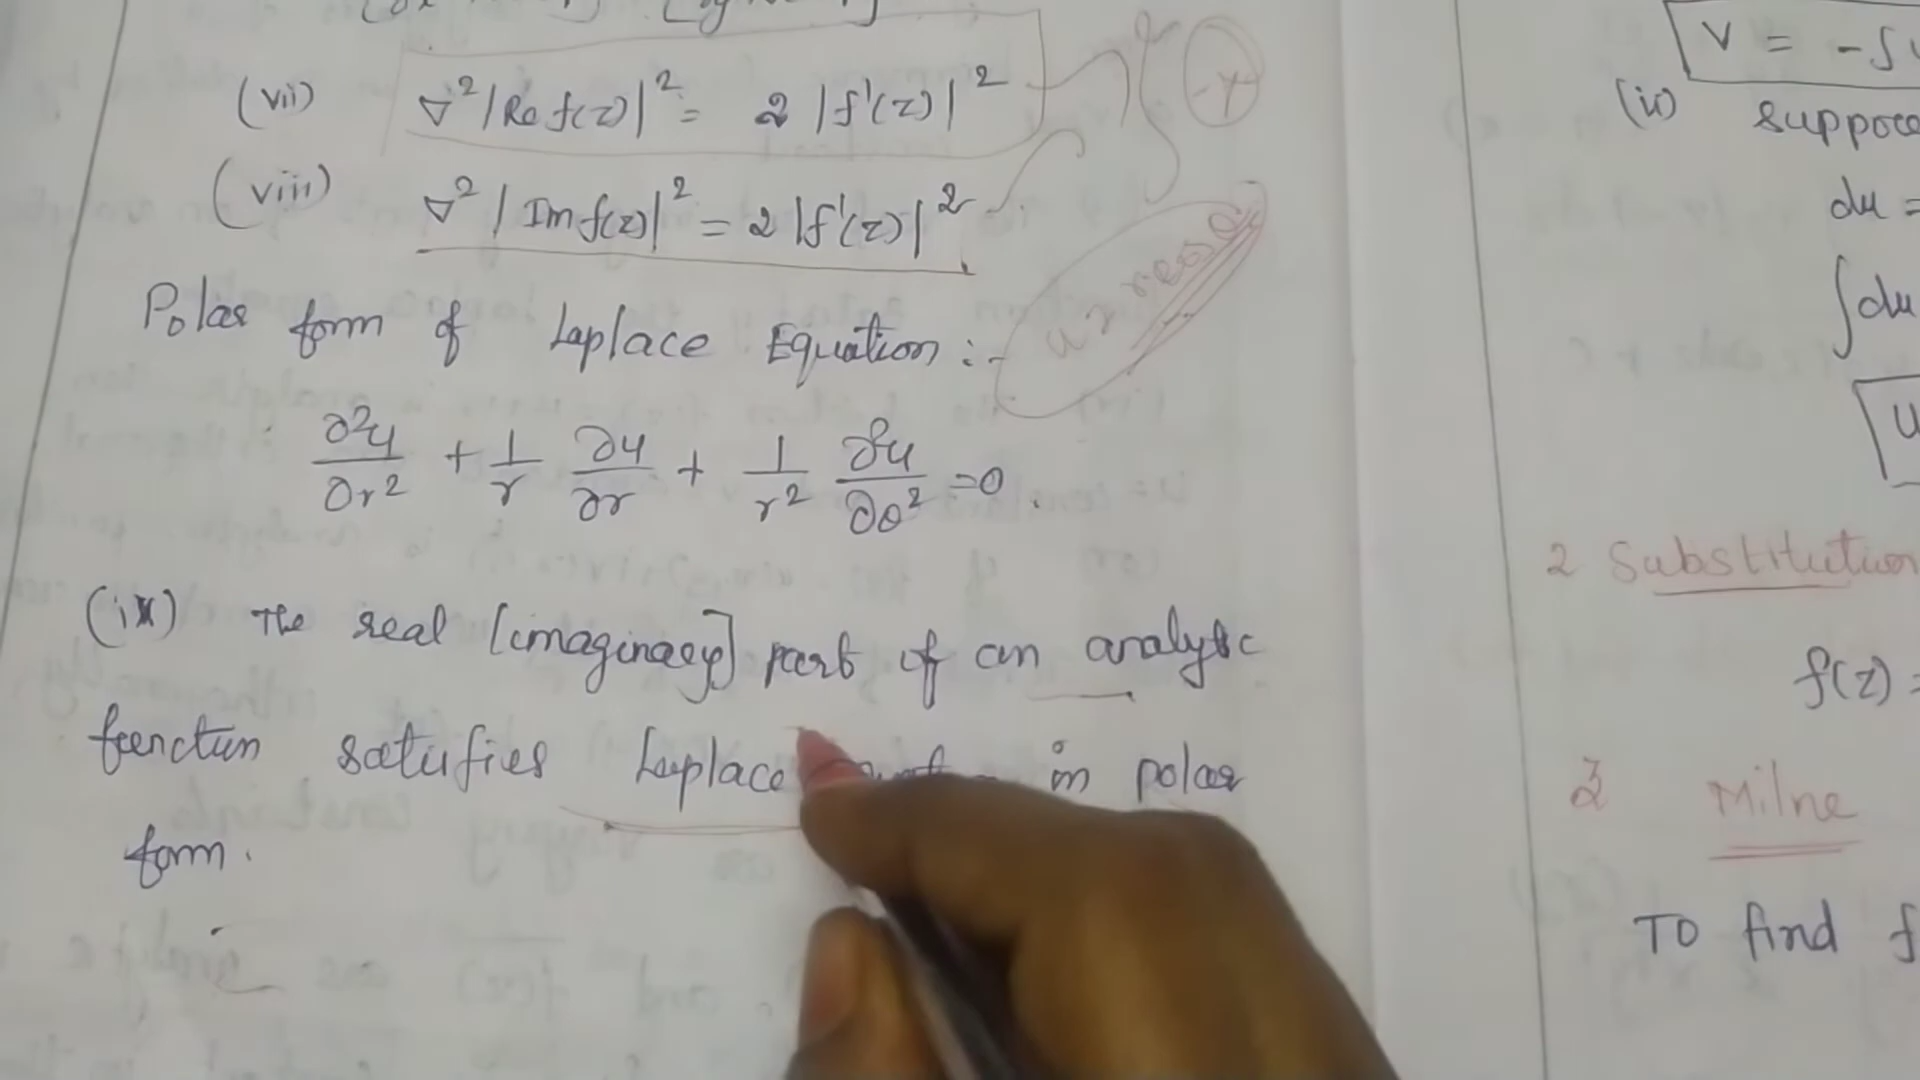 (vii) ∇²|Re f(z)|² = 2 |f'(z)|²
(viii) ∇² | Im f(z)|² = 2 |f'(z)|²
Polar form of Laplace Equation :-
∂²u/∂r² + 1/r ∂u/∂r + 1/r² ∂²u/∂θ² =0.
(ix) The real [imaginary] part of an analytic
function satisfies Laplace in polar
form.
V = -∫
(ii) suppose
du =
∫du
u
2 Substitution
f(z) =
3 Milne
To find f